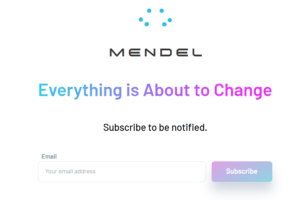 MENDEL
Everything is About to Change
Subscribe to be notified.
Email
Your email address
Subscribe